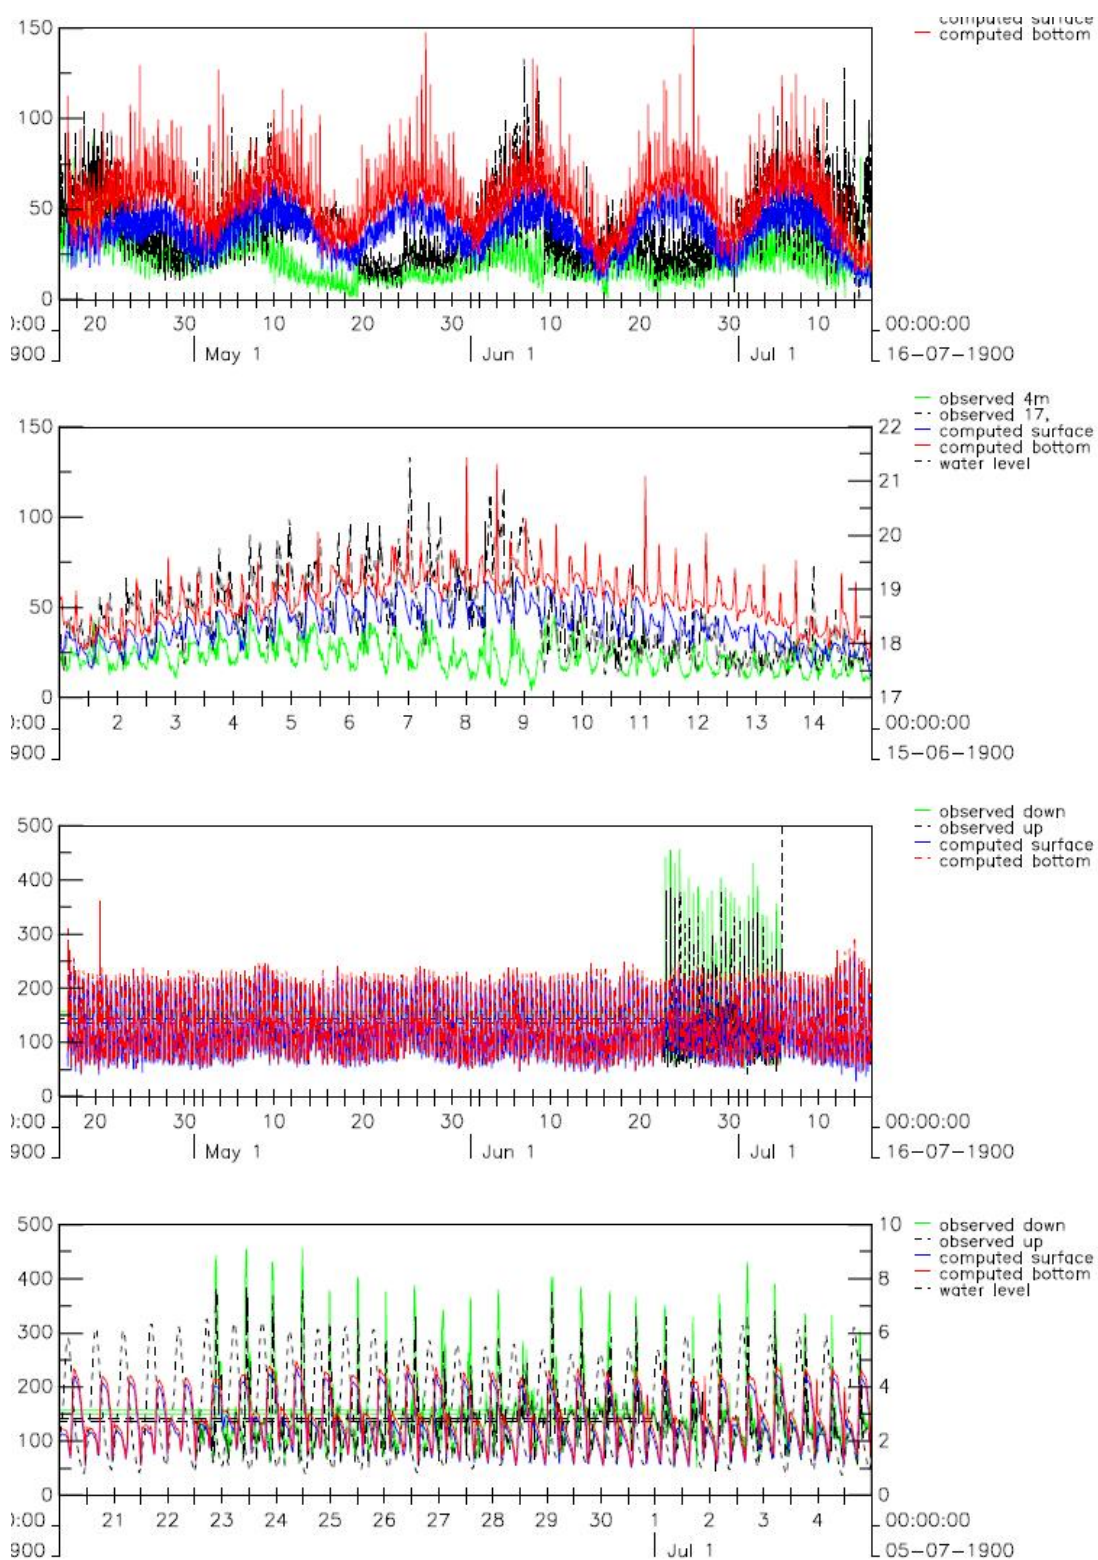 computed surface
computed bottom
150
100
50
0
20 30 10 20 30 10 20 30 10
):00 00:00:00
900 May 1 Jun 1 Jul 1 16-07-1900
observed 4m
observed 17,
computed surface
computed bottom
water level
150 22
21
100 20
19
50 18
0 17
2 3 4 5 6 7 8 9 10 11 12 13 14
):00 00:00:00
900 15-06-1900
observed down
observed up
computed surface
computed bottom
500
400
300
200
100
0
20 30 10 20 30 10 20 30 10
):00 00:00:00
900 May 1 Jun 1 Jul 1 16-07-1900
observed down
observed up
computed surface
computed bottom
water level
500 10
400 8
300 6
200 4
100 2
0 0
21 22 23 24 25 26 27 28 29 30 1 2 3 4
):00 00:00:00
900 Jul 1 05-07-1900